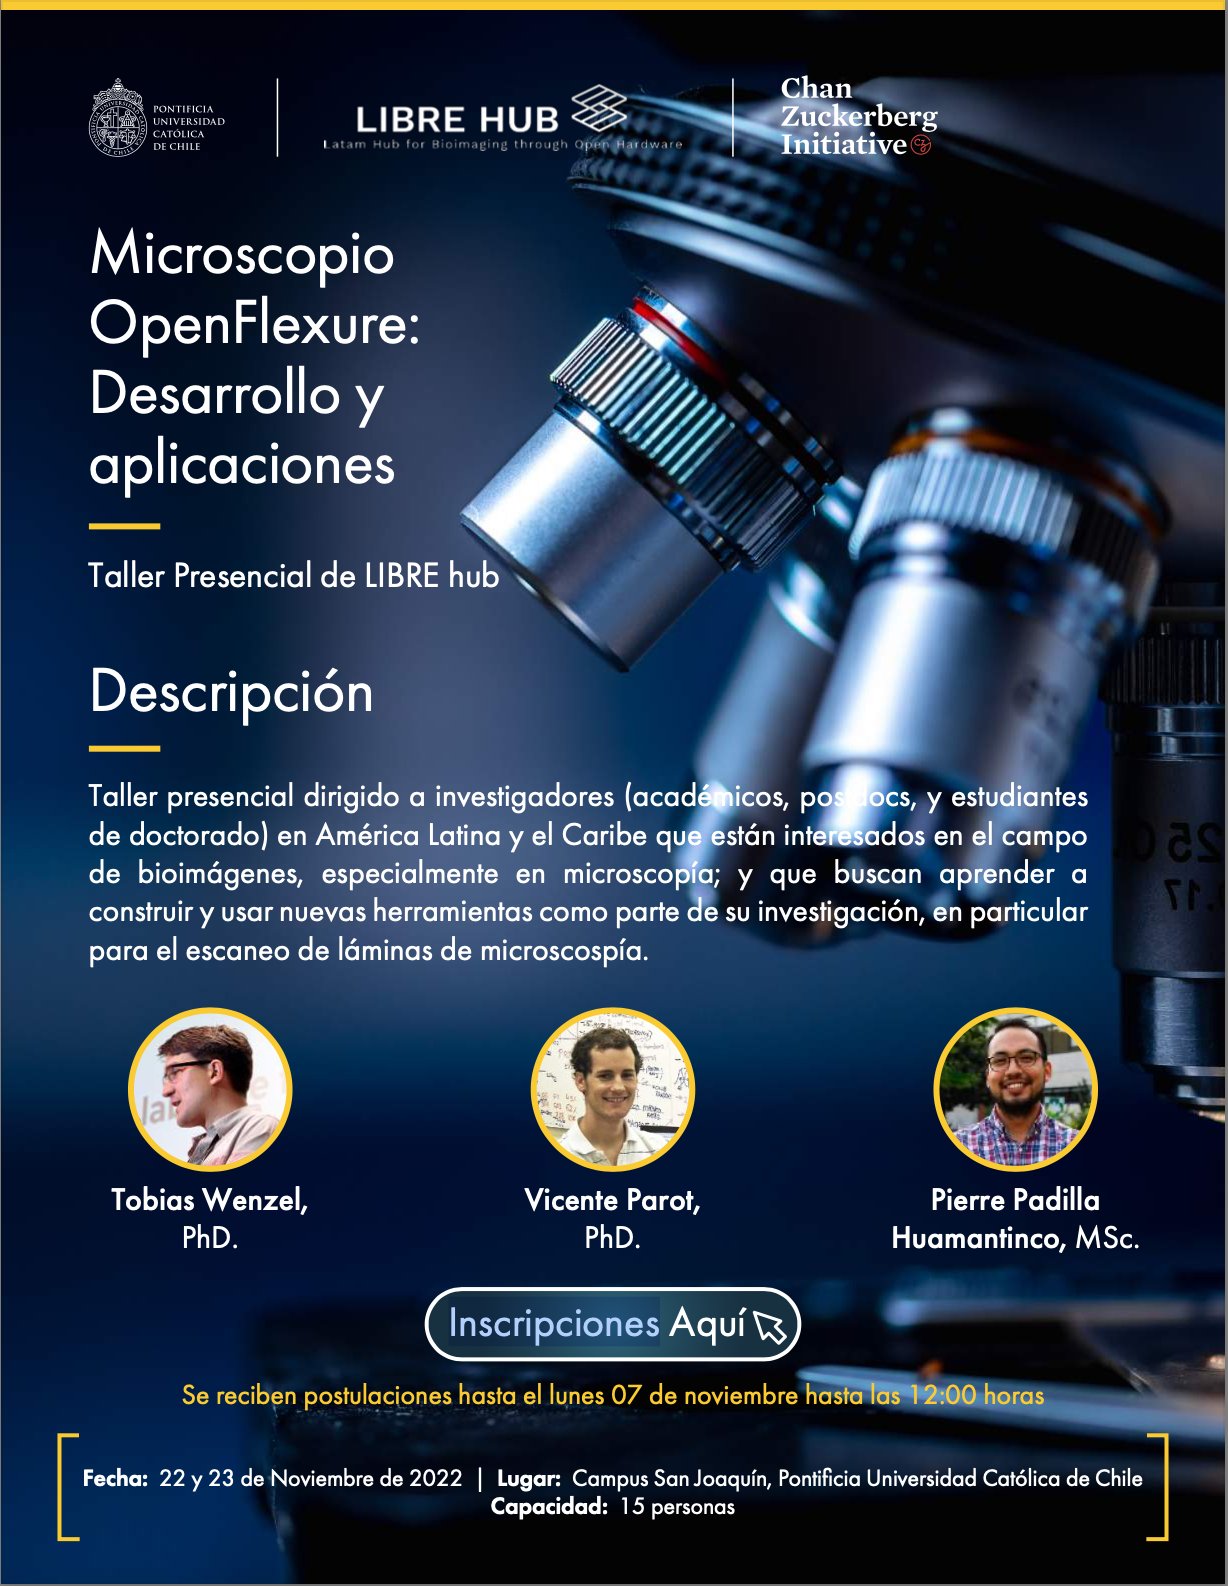 PONTIFICIA
UNIVERSIDAD
CATÓLICA
DE CHILE
LIBRE HUB
Latam Hub for Bioimaging through Open Hardware
Chan
Zuckerberg
Initiative
CZI
Microscopio
OpenFlexure:
Desarrollo y
aplicaciones
Taller Presencial de LIBRE hub
Descripción
Taller presencial dirigido a investigadores (académicos, postdocs, y estudiantes
de doctorado) en América Latina y el Caribe que están interesados en el campo
de bioimágenes, especialmente en microscopía; y que buscan aprender a
construir y usar nuevas herramientas como parte de su investigación, en particular
para el escaneo de láminas de microscospía.
Tobias Wenzel,
PhD.
Vicente Parot,
PhD.
Pierre Padilla
Huamantinco, MSc.
Inscripciones Aquí
Se reciben postulaciones hasta el lunes 07 de noviembre hasta las 12:00 horas
Fecha: 22 y 23 de Noviembre de 2022 | Lugar: Campus San Joaquín, Pontificia Universidad Católica de Chile
Capacidad: 15 personas